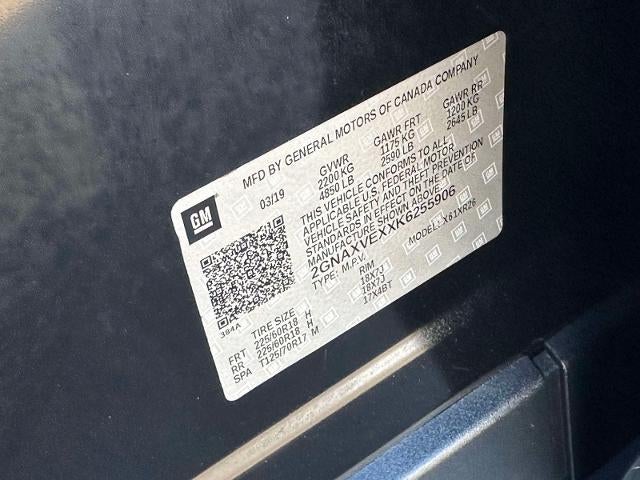 MFD BY GENERAL MOTORS OF CANADA COMPANY
03/19 GVWR GAWR FRT GAWR RR
2200 KG 1175 KG 1200 KG
4850 LB 2590 LB 2645 LB
THIS VEHICLE CONFORMS TO ALL
APPLICABLE U.S. FEDERAL MOTOR
VEHICLE SAFETY AND THEFT PREVENTION
STANDARDS IN EFFECT ON THE DATE OF
MANUFACTURE SHOWN ABOVE.
2GNAXVEXXK6255906
TYPE: M.P.V. MODEL: X61XR26
GM
384A
TIRE SIZE RIM
FRT 225/60R18 H 18X7J
RR 225/60R18 H 18X7J
SPA T125/70R17 M 17X4BT